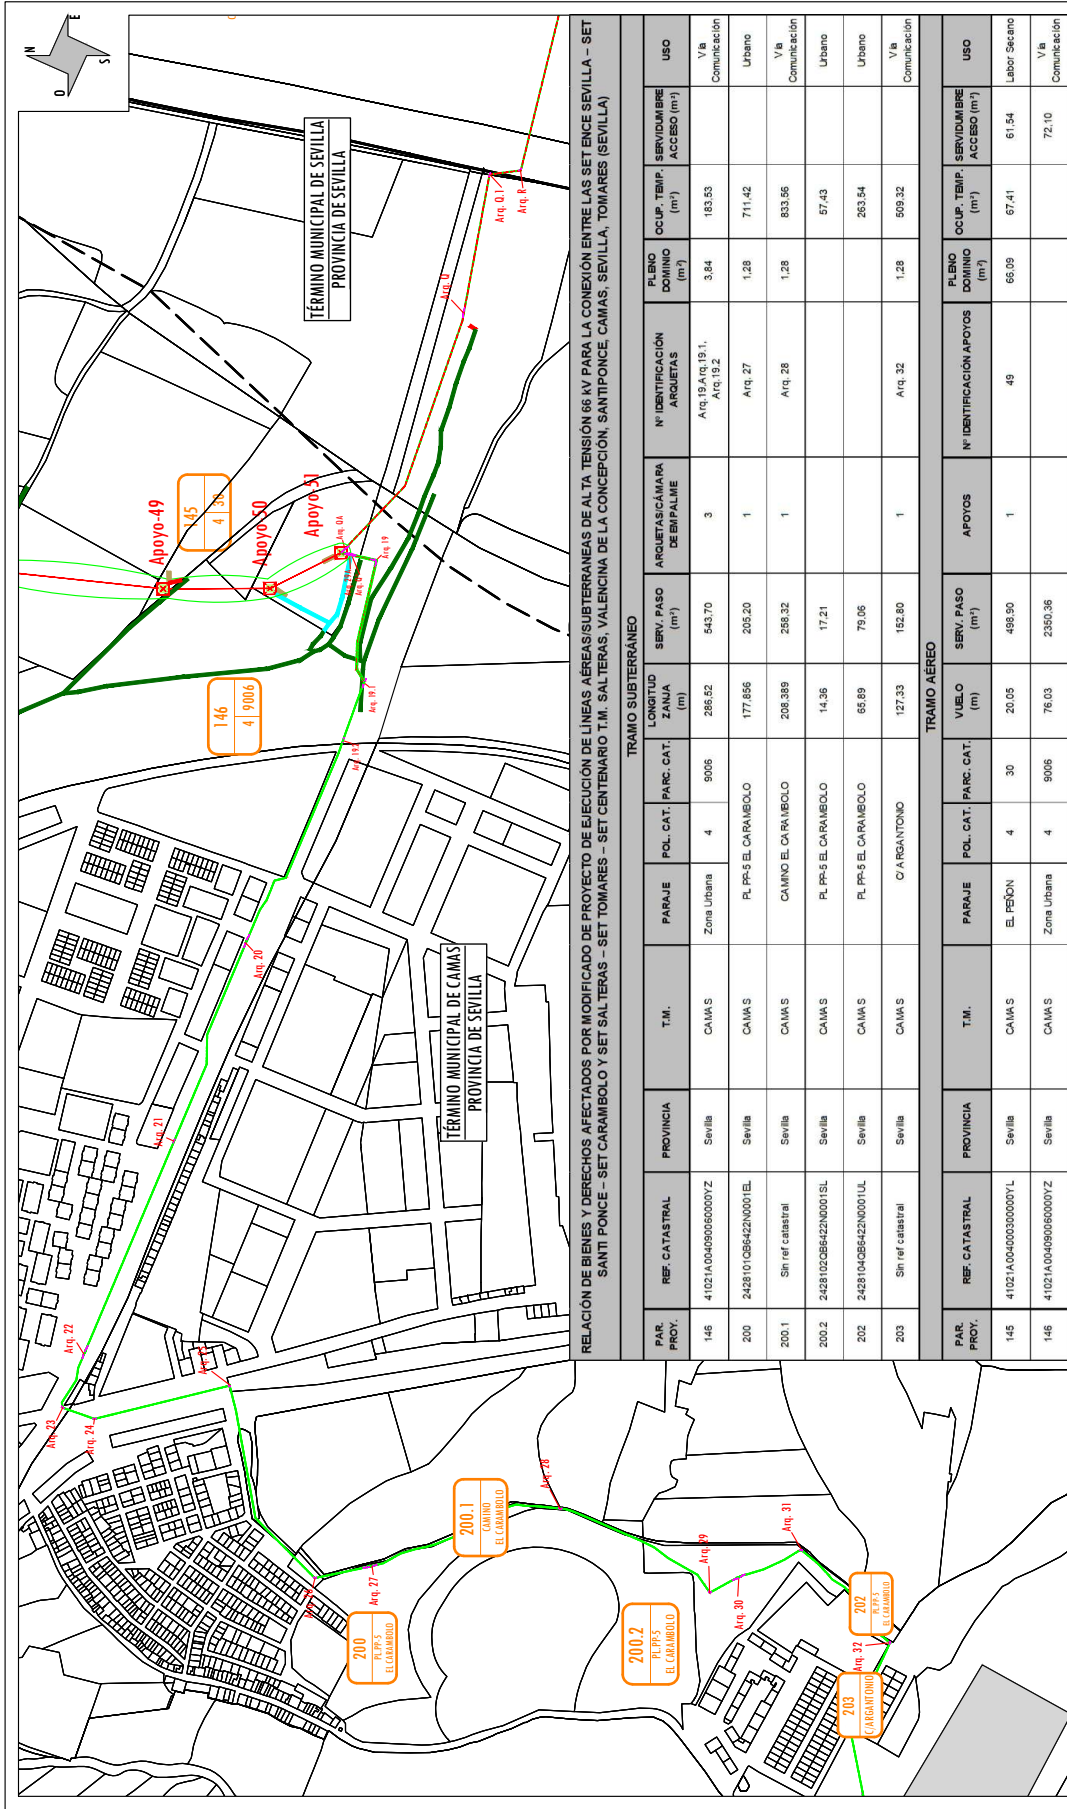 N
E
S
O
TÉRMINO MUNICIPAL DE SEVILLA
PROVINCIA DE SEVILLA
TÉRMINO MUNICIPAL DE CAMAS
PROVINCIA DE SEVILLA
Apoyo-49
Apoyo-50
Apoyo-51
145
4 30
146
4 9006
Arq. QA
Arq. 19
Arq. 19.1
Arq. 19.2
Arq. Q
Arq. Q.1
Arq. R
Arq. 20
Arq. 21
Arq. 22
Arq. 23
Arq. 24
Arq. 25
Arq. 26
Arq. 27
Arq. 28
Arq. 29
Arq. 30
Arq. 31
Arq. 32
200
PL.PP-5
EL CARAMBOLO
200.1
CAMINO
EL CARAMBOLO
200.2
PL.PP-5
EL CARAMBOLO
202
PL.PP-5
EL CARAMBOLO
203
C/ARGANTONIO
RELACIÓN DE BIENES Y DERECHOS AFECTADOS POR MODIFICADO DE PROYECTO DE EJECUCIÓN DE LÍNEAS AÉREAS/SUBTERRANEAS DE ALTA TENSIÓN 66 KV PARA LA CONEXIÓN ENTRE LAS SET ENCE SEVILLA – SET
SANTIPONCE – SET CARAMBOLO Y SET SALTERAS – SET TOMARES – SET CENTENARIO T.M. SALTERAS, VALENCINA DE LA CONCEPCIÓN, SANTIPONCE, CAMAS, SEVILLA, TOMARES (SEVILLA)
TRAMO SUBTERRÁNEO
PAR. PROY. REF. CATASTRAL PROVINCIA T.M. PARAJE POL. CAT. PARC. CAT. LONGITUD ZANJA (m) SERV. PASO (m²) ARQUETAS/CÁMARA DE EMPALME Nº IDENTIFICACIÓN ARQUETAS PLENO DOMINIO (m²) OCUP. TEMP. (m²) SERVIDUMBRE ACCESO (m²) USO
146 41021A004090060000YZ Sevilla CAMAS Zona Urbana 4 9006 286,52 543,70 3 Arq.19,Arq.19.1, Arq.19.2 3,84 183,53 Vía Comunicación
200 2428101QB6422N0001EL Sevilla CAMAS PL.PP-5 EL CARAMBOLO 177,856 205,20 1 Arq. 27 1,28 711,42 Urbano
200.1 Sin ref catastral Sevilla CAMAS CAMINO EL CARAMBOLO 208,389 258,32 1 Arq. 28 1,28 833,56 Vía Comunicación
200.2 2428102QB6422N0001SL Sevilla CAMAS PL.PP-5 EL CARAMBOLO 14,36 17,21 57,43 Urbano
202 2428104QB6422N0001UL Sevilla CAMAS PL.PP-5 EL CARAMBOLO 65,89 79,06 263,54 Urbano
203 Sin ref catastral Sevilla CAMAS C/ ARGANTONIO 127,33 152,80 1 Arq. 32 1,28 509,32 Vía Comunicación
TRAMO AÉREO
PAR. PROY. REF. CATASTRAL PROVINCIA T.M. PARAJE POL. CAT. PARC. CAT. VUELO (m) SERV. PASO (m²) APOYOS Nº IDENTIFICACIÓN APOYOS PLENO DOMINIO (m²) OCUP. TEMP. (m²) SERVIDUMBRE ACCESO (m²) USO
145 41021A004000300000YL Sevilla CAMAS EL PEÑON 4 30 20,05 498,90 1 49 66,09 67,41 61,54 Labor Secano
146 41021A004090060000YZ Sevilla CAMAS Zona Urbana 4 9006 76,03 2350,36 72,10 Vía Comunicación